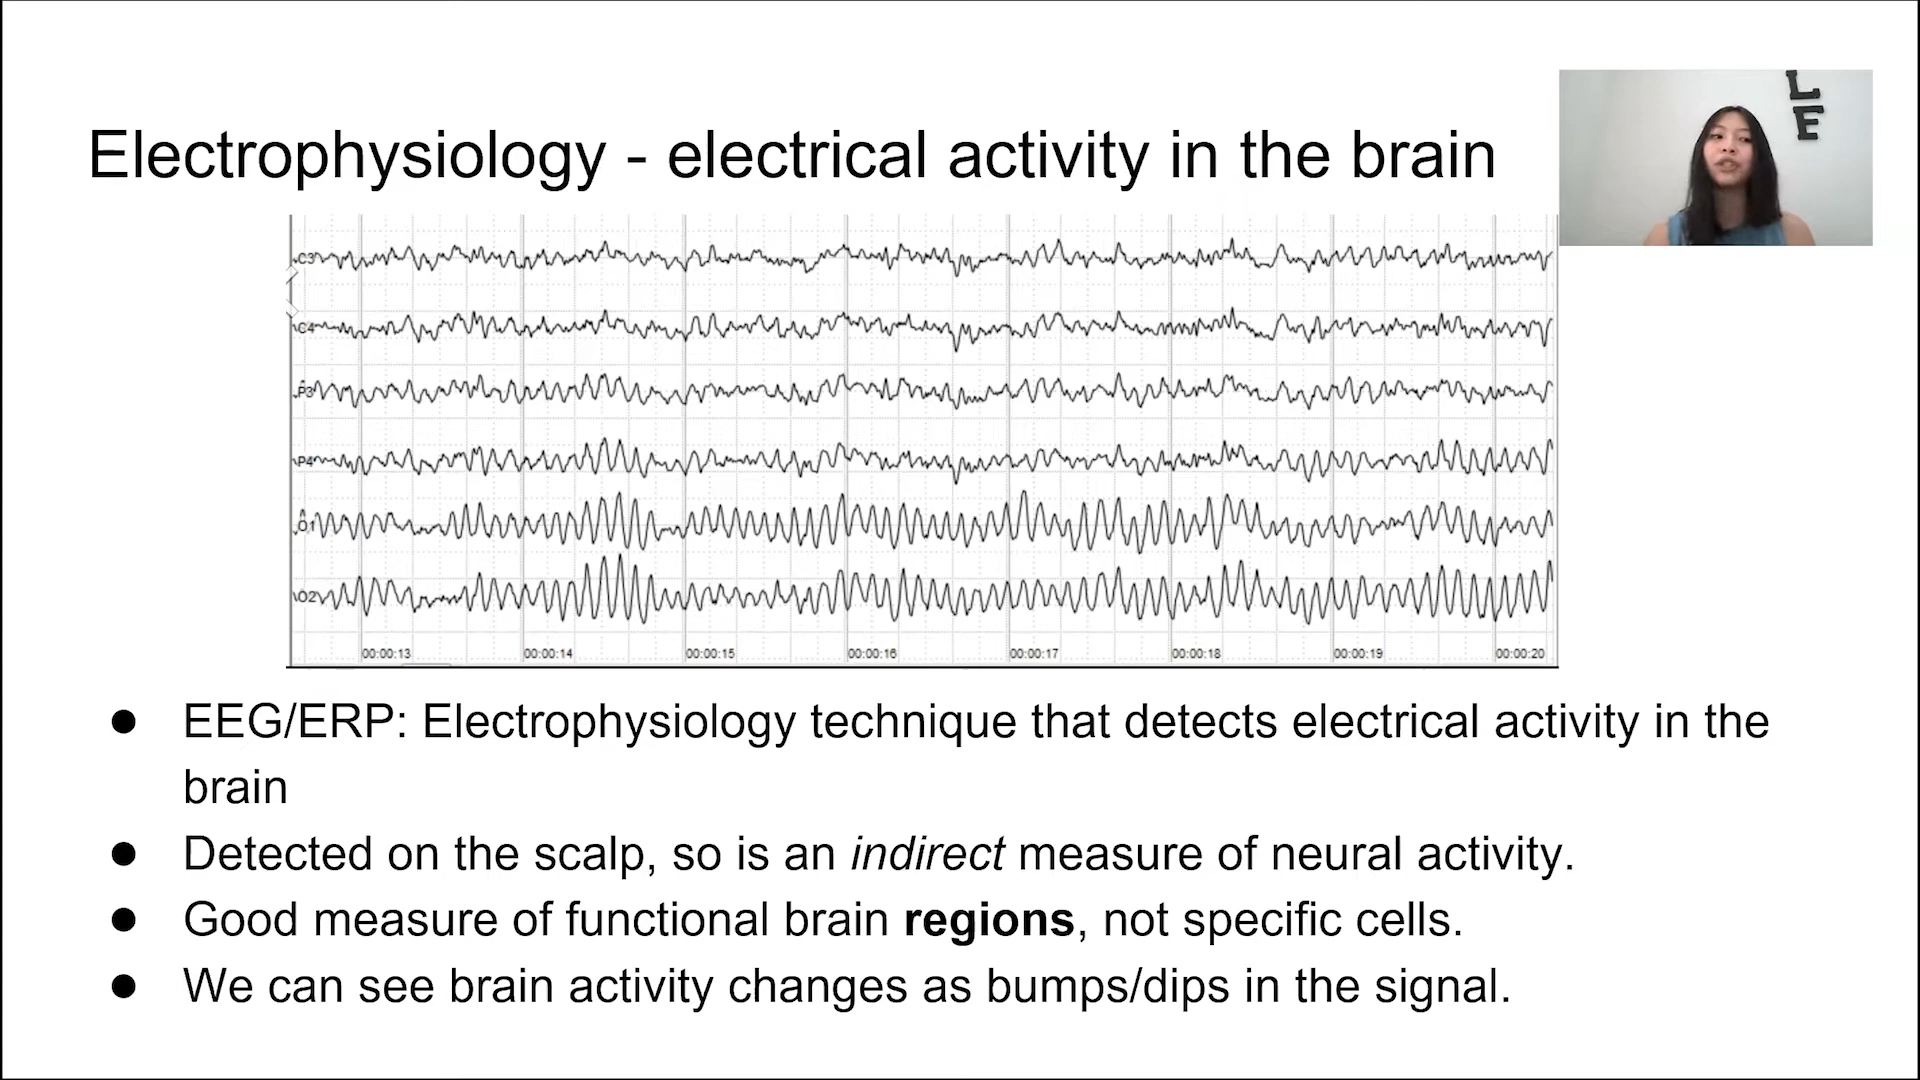 Electrophysiology - electrical activity in the brain
L
E
C3
C4
P3
P4
O1
O2
00:00:13 00:00:14 00:00:15 00:00:16 00:00:17 00:00:18 00:00:19 00:00:20
● EEG/ERP: Electrophysiology technique that detects electrical activity in the
brain
● Detected on the scalp, so is an indirect measure of neural activity.
● Good measure of functional brain regions, not specific cells.
● We can see brain activity changes as bumps/dips in the signal.